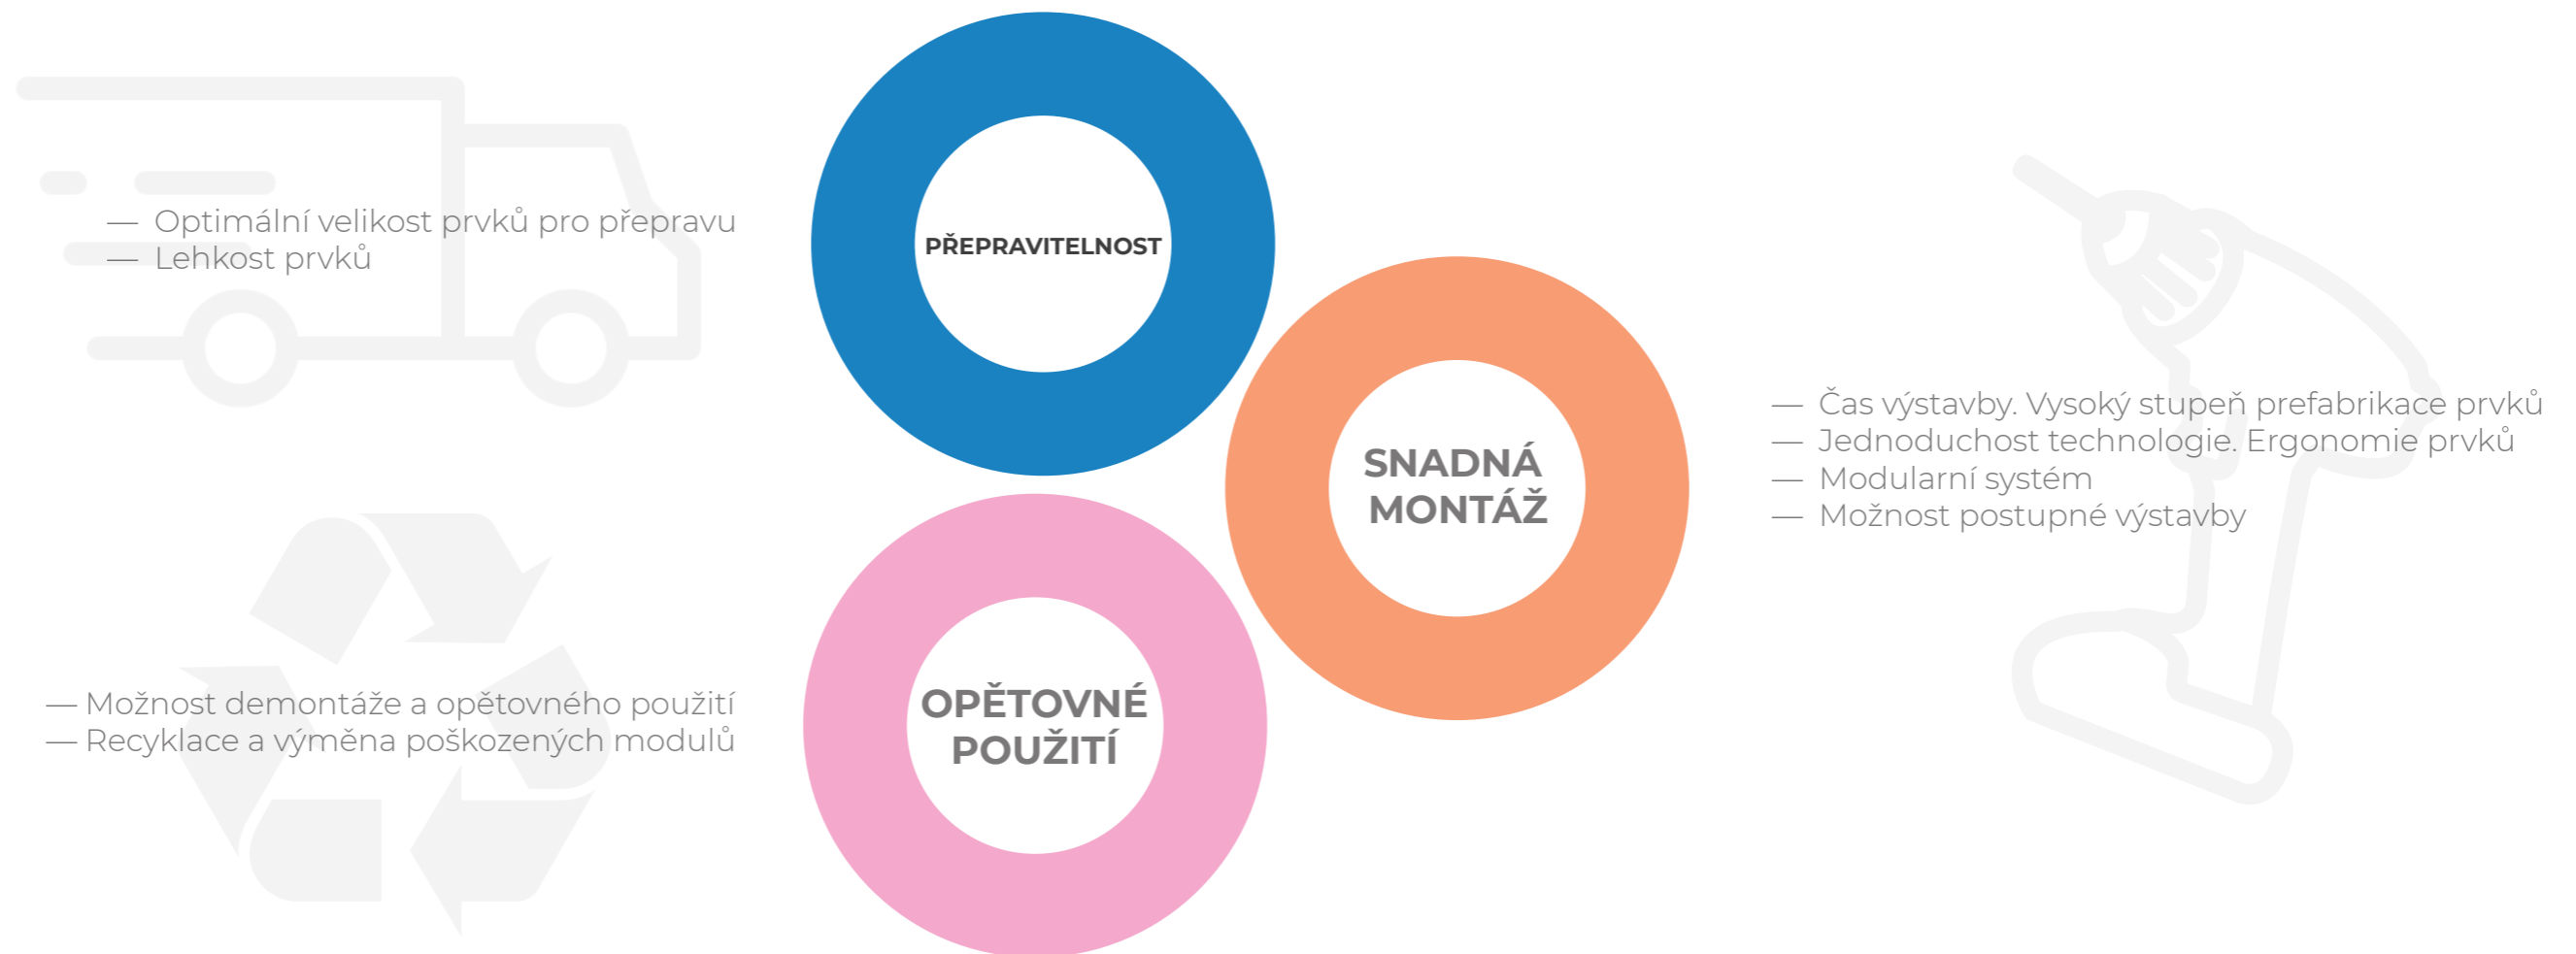 — Optimální velikost prvků pro přepravu
— Lehkost prvků
PŘEPRAVITELNOST
SNADNÁ
MONTÁŽ
— Čas výstavby. Vysoký stupeň prefabrikace prvků
— Jednoduchost technologie. Ergonomie prvků
— Modularní systém
— Možnost postupné výstavby
— Možnost demontáže a opětovného použití
— Recyklace a výměna poškozených modulů
OPĚTOVNÉ
POUŽITÍ